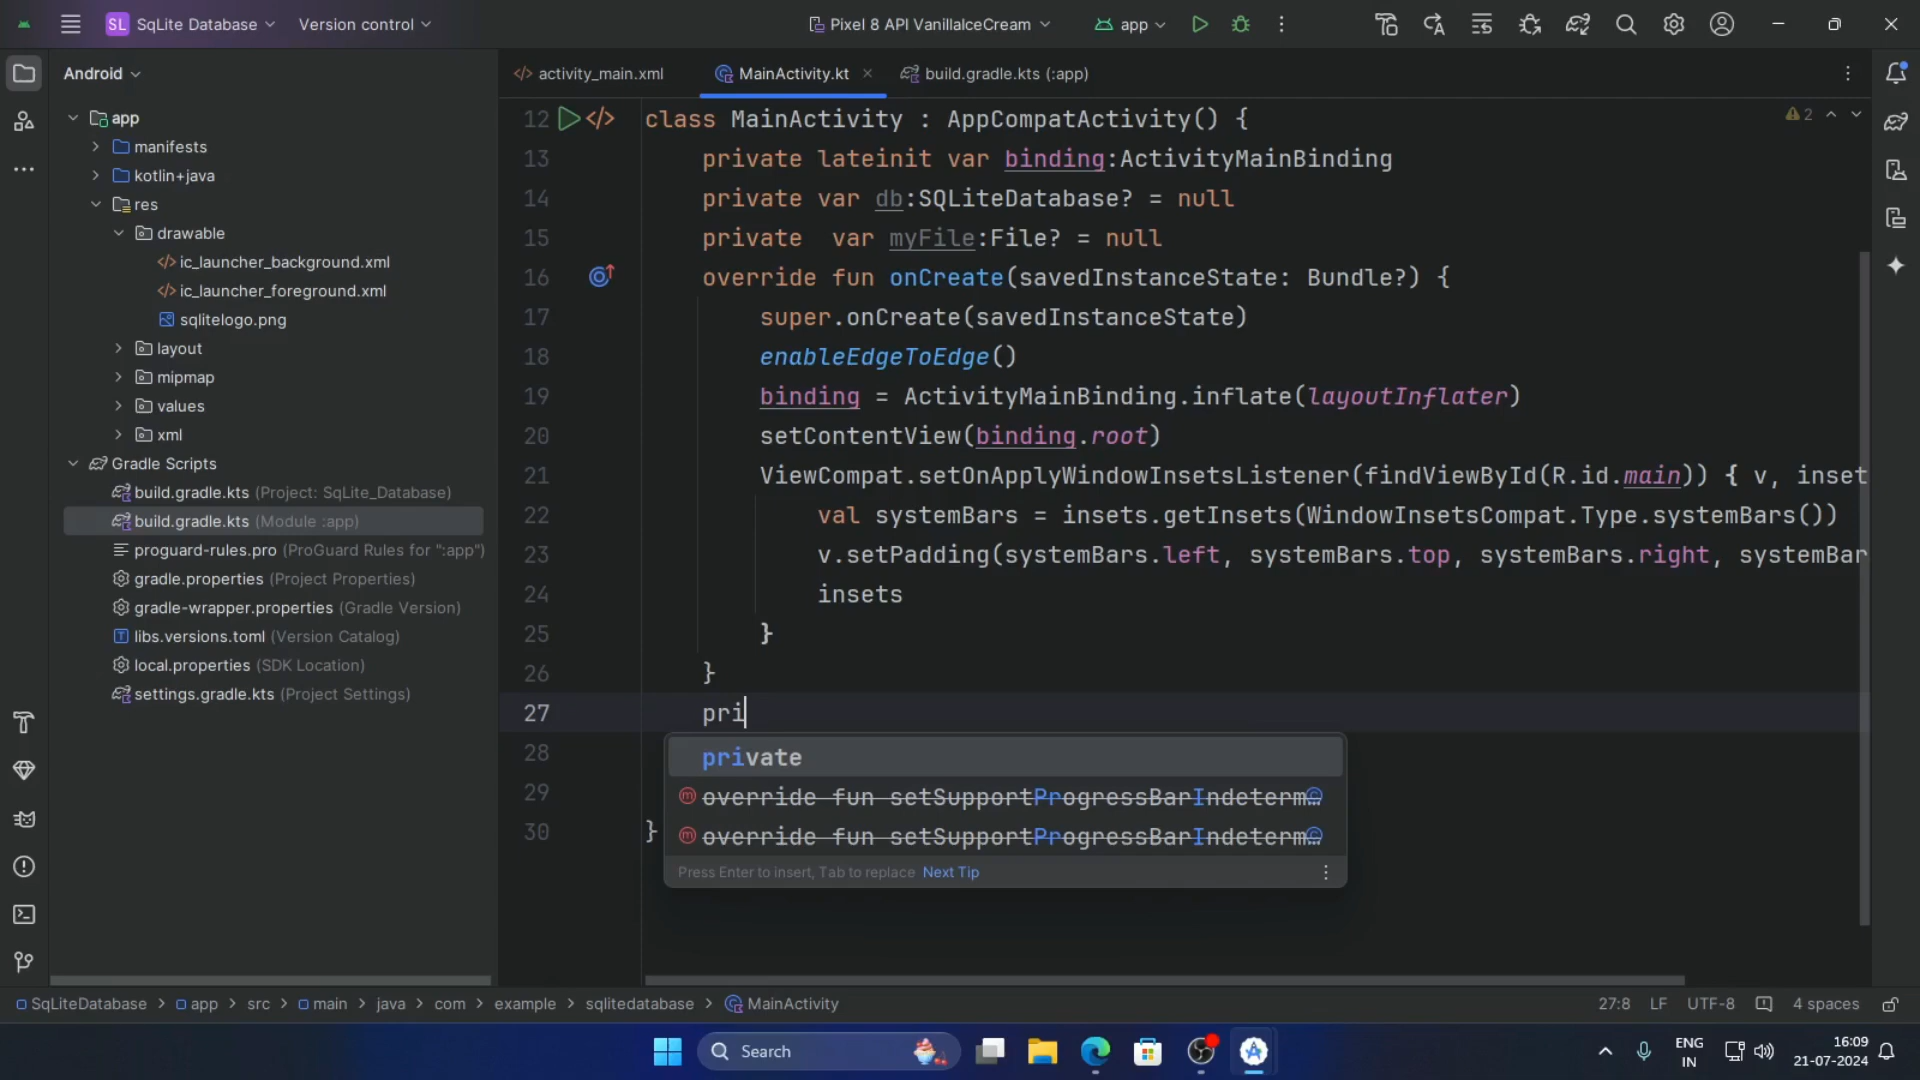 SL SqLite Database Version control Pixel 8 API VanillaIceCream app
Android
app
manifests
kotlin+java
res
drawable
ic_launcher_background.xml
ic_launcher_foreground.xml
sqlitelogo.png
layout
mipmap
values
xml
Gradle Scripts
build.gradle.kts (Project: SqLite_Database)
build.gradle.kts (Module :app)
proguard-rules.pro (ProGuard Rules for ":app")
gradle.properties (Project Properties)
gradle-wrapper.properties (Gradle Version)
libs.versions.toml (Version Catalog)
local.properties (SDK Location)
settings.gradle.kts (Project Settings)
activity_main.xml MainActivity.kt build.gradle.kts (:app)
2
12 class MainActivity : AppCompatActivity() {
13 private lateinit var binding:ActivityMainBinding
14 private var db:SQLiteDatabase? = null
15 private  var myFile:File? = null
16 override fun onCreate(savedInstanceState: Bundle?) {
17 super.onCreate(savedInstanceState)
18 enableEdgeToEdge()
19 binding = ActivityMainBinding.inflate(layoutInflater)
20 setContentView(binding.root)
21 ViewCompat.setOnApplyWindowInsetsListener(findViewById(R.id.main)) { v, inset
22 val systemBars = insets.getInsets(WindowInsetsCompat.Type.systemBars())
23 v.setPadding(systemBars.left, systemBars.top, systemBars.right, systemBar
24 insets
25 }
26 }
27 pri
28
29
30 }
private
override fun setSupportProgressBarIndeterm…
override fun setSupportProgressBarIndeterm…
Press Enter to insert, Tab to replace Next Tip
SqLiteDatabase > app > src > main > java > com > example > sqlitedatabase > MainActivity 27:8 LF UTF-8 4 spaces
Search
ENG
IN
16:09
21-07-2024